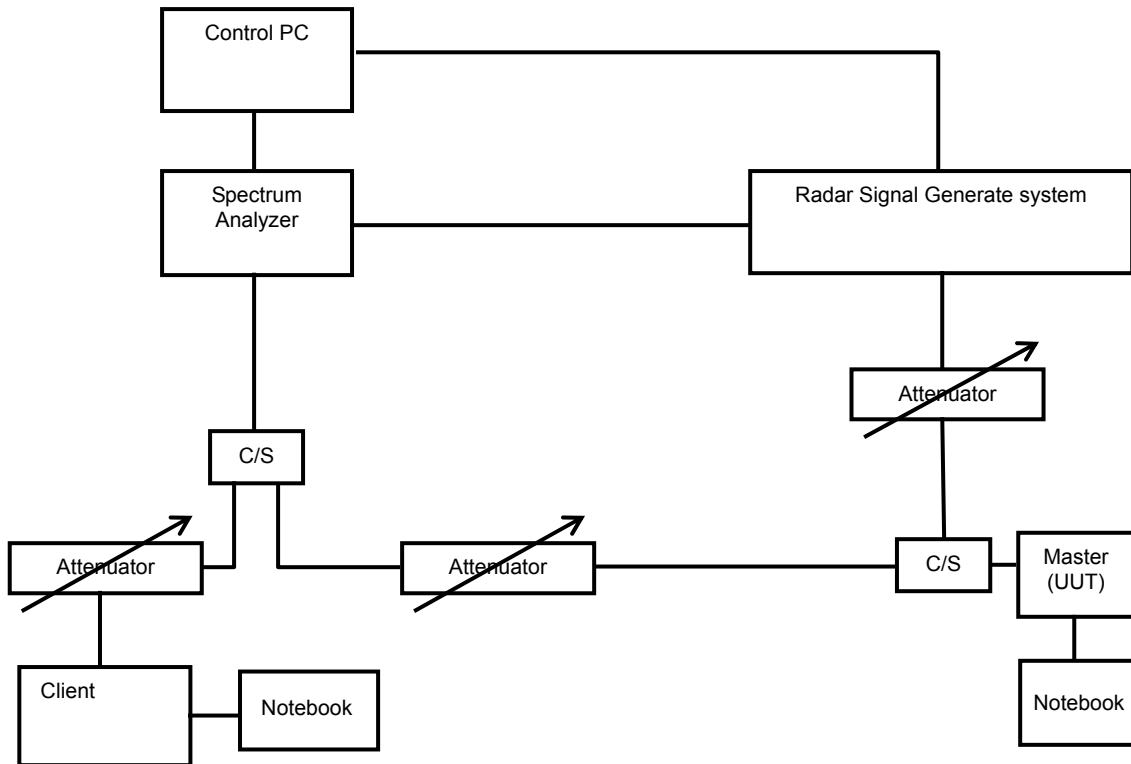 Control PC
Spectrum
Analyzer
Radar Signal Generate system
Attenuator
C/S
Attenuator
Attenuator
C/S
Master
(UUT)
Client
Notebook
Notebook